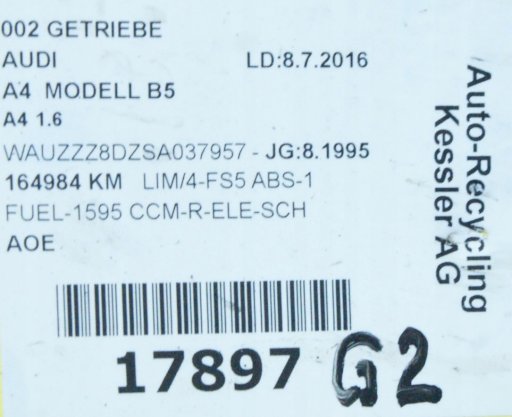 002 GETRIEBE
AUDI LD:8.7.2016
A4 MODELL B5
A4 1.6
WAUZZZ8DZSA037957 - JG:8.1995
164984 KM LIM/4-FS5 ABS-1
FUEL-1595 CCM-R-ELE-SCH
AOE
17897 G2
Auto-Recycling
Kessler AG